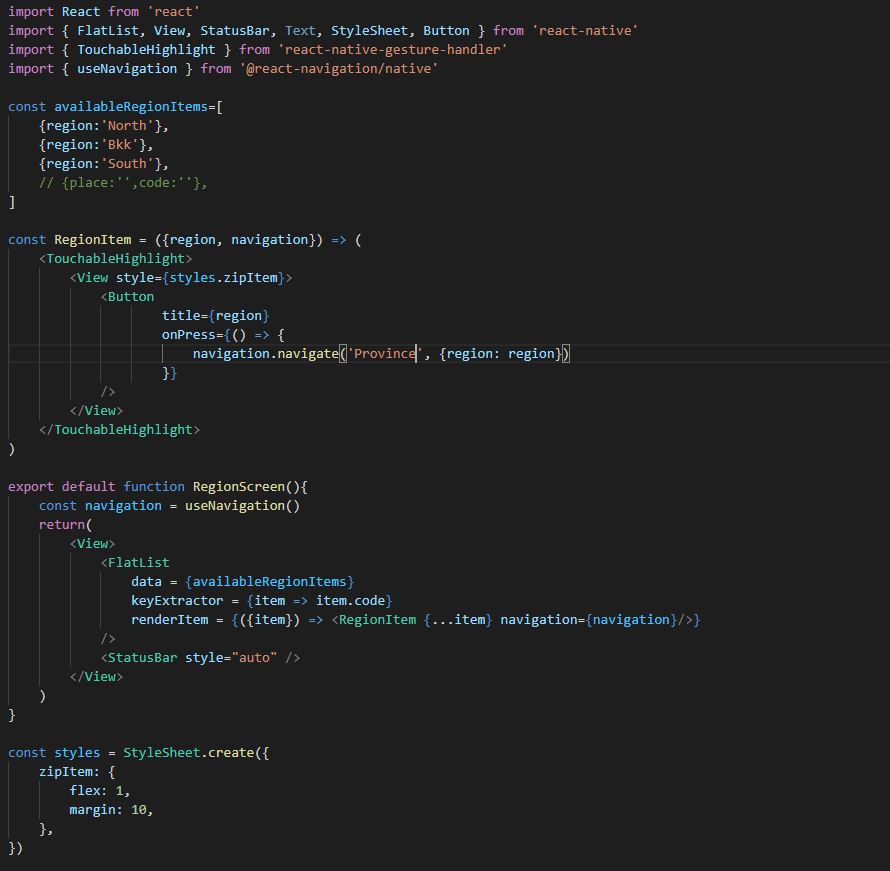 import React from 'react'
import { FlatList, View, StatusBar, Text, StyleSheet, Button } from 'react-native'
import { TouchableHighlight } from 'react-native-gesture-handler'
import { useNavigation } from '@react-navigation/native'

const availableRegionItems=[
    {region:'North'},
    {region:'Bkk'},
    {region:'South'},
    // {place:'',code:''},
]

const RegionItem = ({region, navigation}) => (
    <TouchableHighlight>
        <View style={styles.zipItem}>
            <Button
                    title={region}
                    onPress={() => {
                        navigation.navigate('Province', {region: region})
                    }}
            />
        </View>
    </TouchableHighlight>
)

export default function RegionScreen(){
    const navigation = useNavigation()
    return(
        <View>
            <FlatList
                data = {availableRegionItems}
                keyExtractor = {item => item.code}
                renderItem = {({item}) => <RegionItem {...item} navigation={navigation}/>}
            />
            <StatusBar style="auto" />
        </View>
    )
}

const styles = StyleSheet.create({
    zipItem: {
        flex: 1,
        margin: 10,
    },
})